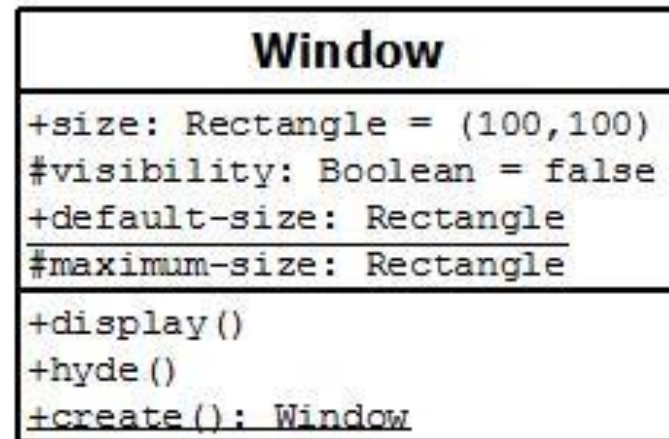 Window
+size: Rectangle = (100,100)
#visibility: Boolean = false
+default-size: Rectangle
#maximum-size: Rectangle
+display()
+hyde()
+create(): Window